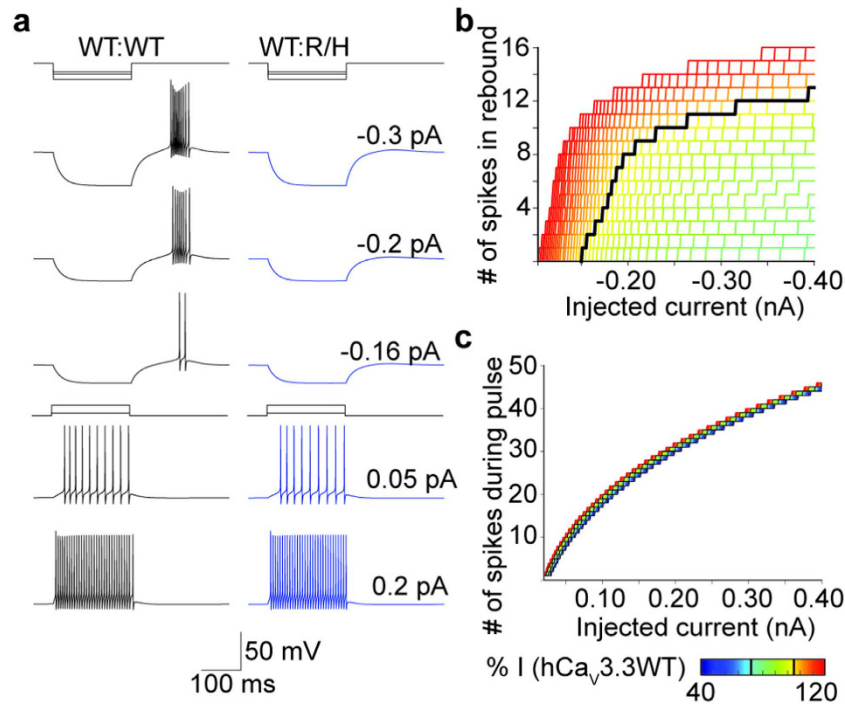 a
WT:WT
WT:R/H
-0.3 pA
-0.2 pA
-0.16 pA
0.05 pA
0.2 pA
50 mV
100 ms
b
# of spikes in rebound
16
12
8
4
-0.20
-0.30
-0.40
Injected current (nA)
c
# of spikes during pulse
50
40
30
20
10
0.10
0.20
0.30
0.40
Injected current (nA)
% I (hCav3.3WT)
40
120